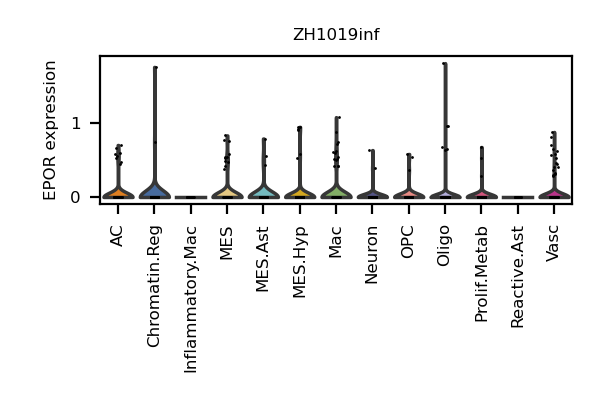 ZH1019inf
EPOR expression
1
0
AC
Chromatin.Reg
Inflammatory.Mac
MES
MES.Ast
MES.Hyp
Mac
Neuron
OPC
Oligo
Prolif.Metab
Reactive.Ast
Vasc